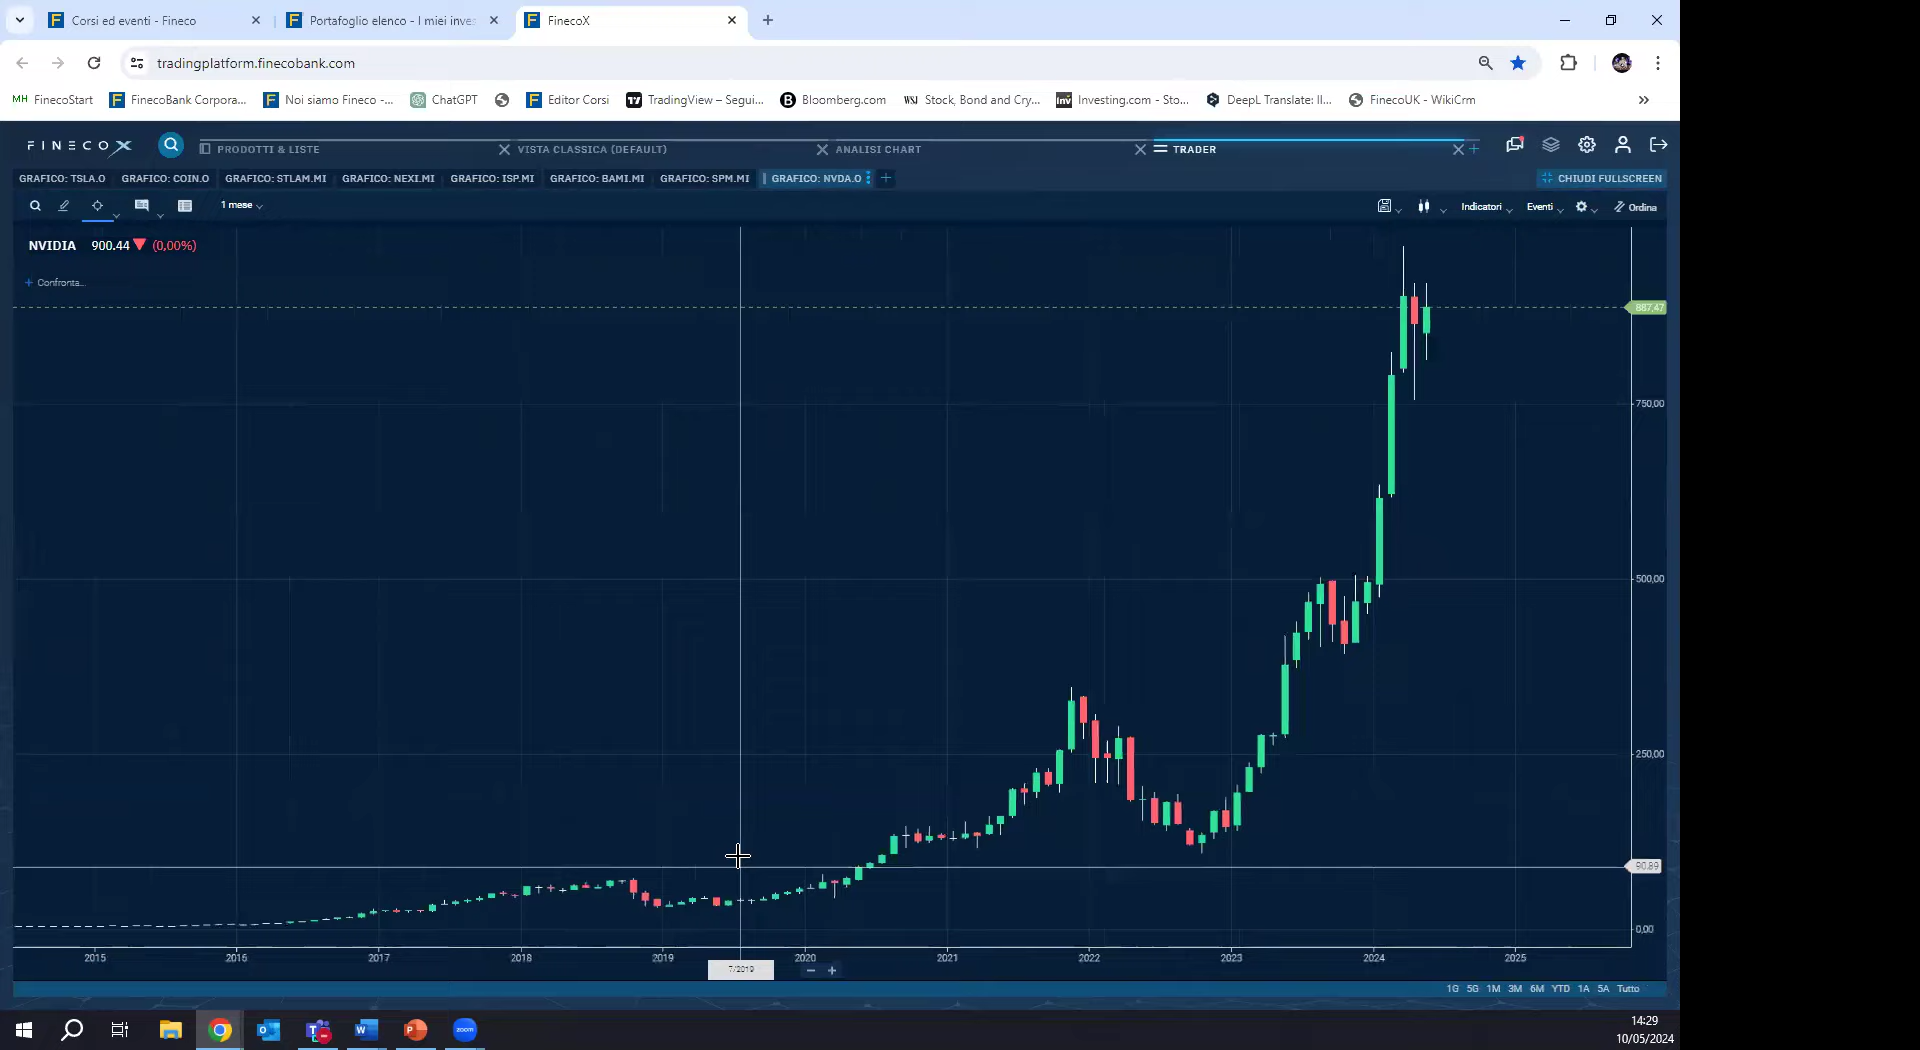 Corsi ed eventi - Fineco
Portafoglio elenco - I miei inves
FinecoX
tradingplatform.finecobank.com
MH FinecoStart
FinecoBank Corpora...
Noi siamo Fineco -...
ChatGPT
Editor Corsi
TradingView – Segui...
Bloomberg.com
WSJ Stock, Bond and Cry...
inv Investing.com - Sto...
DeepL Translate: Il...
FinecoUK - WikiCrm
FINECOX
PRODOTTI & LISTE
VISTA CLASSICA (DEFAULT)
ANALISI CHART
TRADER
GRAFICO: TSLA.O
GRAFICO: COIN.O
GRAFICO: STLAM.MI
GRAFICO: NEXI.MI
GRAFICO: ISP.MI
GRAFICO: BAMI.MI
GRAFICO: SPM.MI
GRAFICO: NVDA.O
CHIUDI FULLSCREEN
1 mese
Indicatori
Eventi
Ordina
NVIDIA 900.44 (0,00%)
+ Confronta...
887,47
750,00
500,00
250,00
90,89
0,00
2015 2016 2017 2018 2019 2020 2021 2022 2023 2024 2025
7/2019
1G 5G 1M 3M 6M YTD 1A 5A Tutto
zoom
14:29
10/05/2024